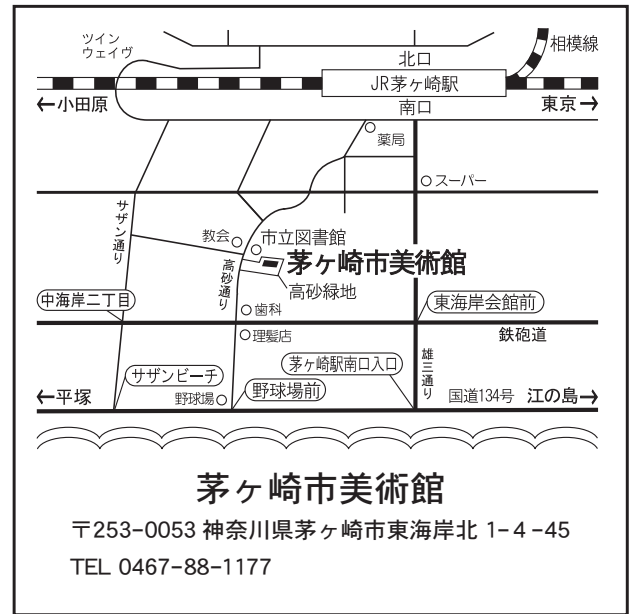 ツイン
ウェイヴ
相模線
北口
JR茅ヶ崎駅
←小田原
南口
東京→
薬局
スーパー
サザン通り
教会
市立図書館
茅ヶ崎市美術館
高砂通り
高砂緑地
中海岸二丁目
歯科
東海岸会館前
鉄砲道
理髪店
茅ヶ崎駅南口入口
雄三通り
サザンビーチ
野球場前
←平塚
野球場
国道134号
江の島→
茅ヶ崎市美術館
〒253-0053 神奈川県茅ヶ崎市東海岸北 1-4-45
TEL 0467-88-1177